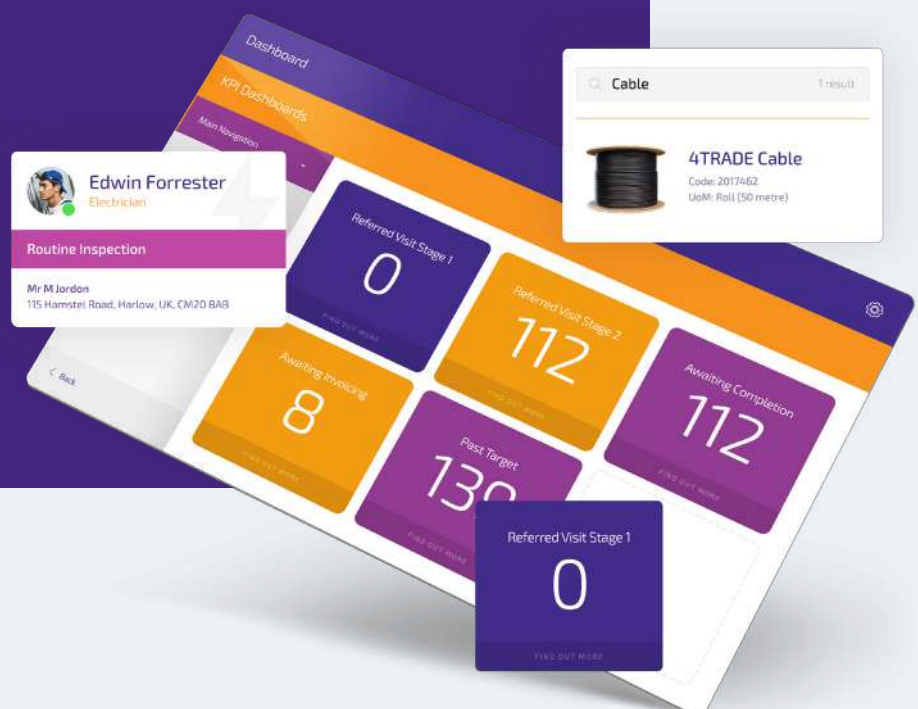 Dashboard
KPI Dashboards
Main Navigation
Cable
1 result
4TRADE Cable
Code: 2017462
UoM: Roll (50 metre)
Edwin Forrester
Electrician
Routine Inspection
Mr M Jordon
115 Hamstel Road, Harlow, UK, CM20 8AB
Back
Referred Visit Stage 1
0
FIND OUT MORE
Referred Visit Stage 2
112
FIND OUT MORE
Awaiting Completion
112
FIND OUT MORE
Awaiting Invoicing
8
FIND OUT MORE
Past Target
FIND OUT MORE
Referred Visit Stage 1
0
FIND OUT MORE